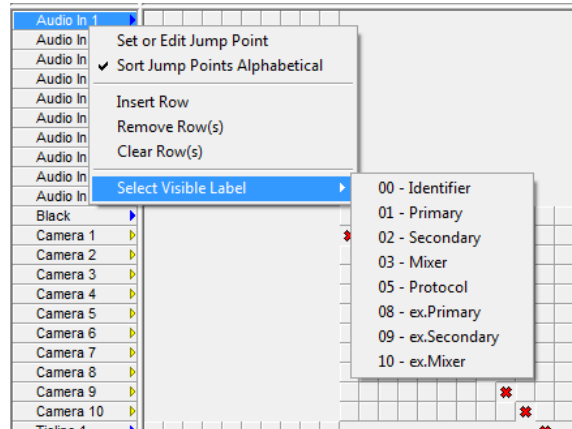 Audio In 1
Audio In
Audio In
Audio In
Audio In
Audio In
Audio In
Audio In
Audio In
Audio In
Black
Camera 1
Camera 2
Camera 3
Camera 4
Camera 5
Camera 6
Camera 7
Camera 8
Camera 9
Camera 10
Set or Edit Jump Point
Sort Jump Points Alphabetical
Insert Row
Remove Row(s)
Clear Row(s)
Select Visible Label
00 - Identifier
01 - Primary
02 - Secondary
03 - Mixer
05 - Protocol
08 - ex.Primary
09 - ex.Secondary
10 - ex.Mixer